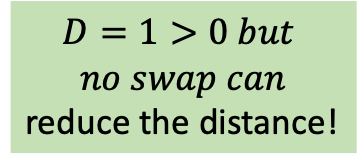 D = 1 > 0 but
no swap can
reduce the distance!